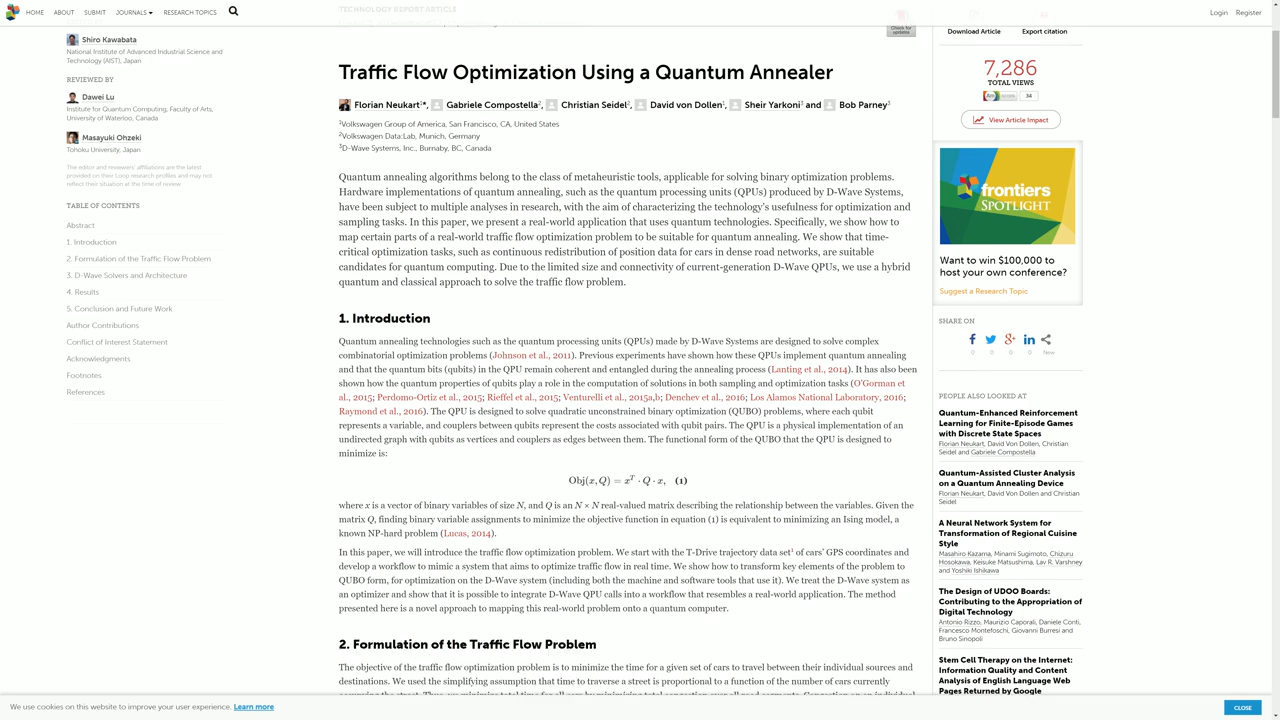 HOME
ABOUT
SUBMIT
JOURNALS
RESEARCH TOPICS
Login
Register
TECHNOLOGY REPORT ARTICLE
Check for
updates
Shiro Kawabata
National Institute of Advanced Industrial Science and
Technology (AIST), Japan
REVIEWED BY
Dawei Lu
Institute for Quantum Computing, Faculty of Arts,
University of Waterloo, Canada
Masayuki Ohzeki
Tohoku University, Japan
The editor and reviewers' affiliations are the latest
provided on their Loop research profiles and may not
reflect their situation at the time of review.
TABLE OF CONTENTS
Abstract
1. Introduction
2. Formulation of the Traffic Flow Problem
3. D-Wave Solvers and Architecture
4. Results
5. Conclusion and Future Work
Author Contributions
Conflict of Interest Statement
Acknowledgments
Footnotes
References
Traffic Flow Optimization Using a Quantum Annealer
Florian Neukart1*, Gabriele Compostella2, Christian Seidel2, David von Dollen1, Sheir Yarkoni3 and Bob Parney3
1Volkswagen Group of America, San Francisco, CA, United States
2Volkswagen Data:Lab, Munich, Germany
3D-Wave Systems, Inc., Burnaby, BC, Canada
Quantum annealing algorithms belong to the class of metaheuristic tools, applicable for solving binary optimization problems.
Hardware implementations of quantum annealing, such as the quantum processing units (QPUs) produced by D-Wave Systems,
have been subject to multiple analyses in research, with the aim of characterizing the technology's usefulness for optimization and
sampling tasks. In this paper, we present a real-world application that uses quantum technologies. Specifically, we show how to
map certain parts of a real-world traffic flow optimization problem to be suitable for quantum annealing. We show that time-
critical optimization tasks, such as continuous redistribution of position data for cars in dense road networks, are suitable
candidates for quantum computing. Due to the limited size and connectivity of current-generation D-Wave QPUs, we use a hybrid
quantum and classical approach to solve the traffic flow problem.
1. Introduction
Quantum annealing technologies such as the quantum processing units (QPUs) made by D-Wave Systems are designed to solve complex
combinatorial optimization problems (Johnson et al., 2011). Previous experiments have shown how these QPUs implement quantum annealing
and that the quantum bits (qubits) in the QPU remain coherent and entangled during the annealing process (Lanting et al., 2014). It has also been
shown how the quantum properties of qubits play a role in the computation of solutions in both sampling and optimization tasks (O'Gorman et
al., 2015; Perdomo-Ortiz et al., 2015; Rieffel et al., 2015; Venturelli et al., 2015a,b; Denchev et al., 2016; Los Alamos National Laboratory, 2016;
Raymond et al., 2016). The QPU is designed to solve quadratic unconstrained binary optimization (QUBO) problems, where each qubit
represents a variable, and couplers between qubits represent the costs associated with qubit pairs. The QPU is a physical implementation of an
undirected graph with qubits as vertices and couplers as edges between them. The functional form of the QUBO that the QPU is designed to
minimize is:
Obj(x, Q) = x^T · Q · x, (1)
where x is a vector of binary variables of size N, and Q is an N × N real-valued matrix describing the relationship between the variables. Given the
matrix Q, finding binary variable assignments to minimize the objective function in equation (1) is equivalent to minimizing an Ising model, a
known NP-hard problem (Lucas, 2014).
In this paper, we will introduce the traffic flow optimization problem. We start with the T-Drive trajectory data set1 of cars' GPS coordinates and
develop a workflow to mimic a system that aims to optimize traffic flow in real time. We show how to transform key elements of the problem to
QUBO form, for optimization on the D-Wave system (including both the machine and software tools that use it). We treat the D-Wave system as
an optimizer and show that it is possible to integrate D-Wave QPU calls into a workflow that resembles a real-world application. The method
presented here is a novel approach to mapping this real-world problem onto a quantum computer.
2. Formulation of the Traffic Flow Problem
The objective of the traffic flow optimization problem is to minimize the time for a given set of cars to travel between their individual sources and
destinations. We used the simplifying assumption that time to traverse a street is proportional to a function of the number of cars currently
Download Article
Export citation
7,286
TOTAL VIEWS
Am score 34
View Article Impact
frontiers
SPOTLIGHT
Want to win $100,000 to
host your own conference?
Suggest a Research Topic
SHARE ON
0
0
0
0
New
PEOPLE ALSO LOOKED AT
Quantum-Enhanced Reinforcement
Learning for Finite-Episode Games
with Discrete State Spaces
Florian Neukart, David Von Dollen, Christian
Seidel and Gabriele Compostella
Quantum-Assisted Cluster Analysis
on a Quantum Annealing Device
Florian Neukart, David Von Dollen and Christian
Seidel
A Neural Network System for
Transformation of Regional Cuisine
Style
Masahiro Kazama, Minami Sugimoto, Chizuru
Hosokawa, Keisuke Matsushima, Lav R. Varshney
and Yoshiki Ishikawa
The Design of UDOO Boards:
Contributing to the Appropriation of
Digital Technology
Antonio Rizzo, Maurizio Caporali, Daniele Conti,
Francesco Montefoschi, Giovanni Burresi and
Bruno Sinopoli
Stem Cell Therapy on the Internet:
Information Quality and Content
Analysis of English Language Web
Pages Returned by Google
We use cookies on this website to improve your user experience. Learn more
CLOSE